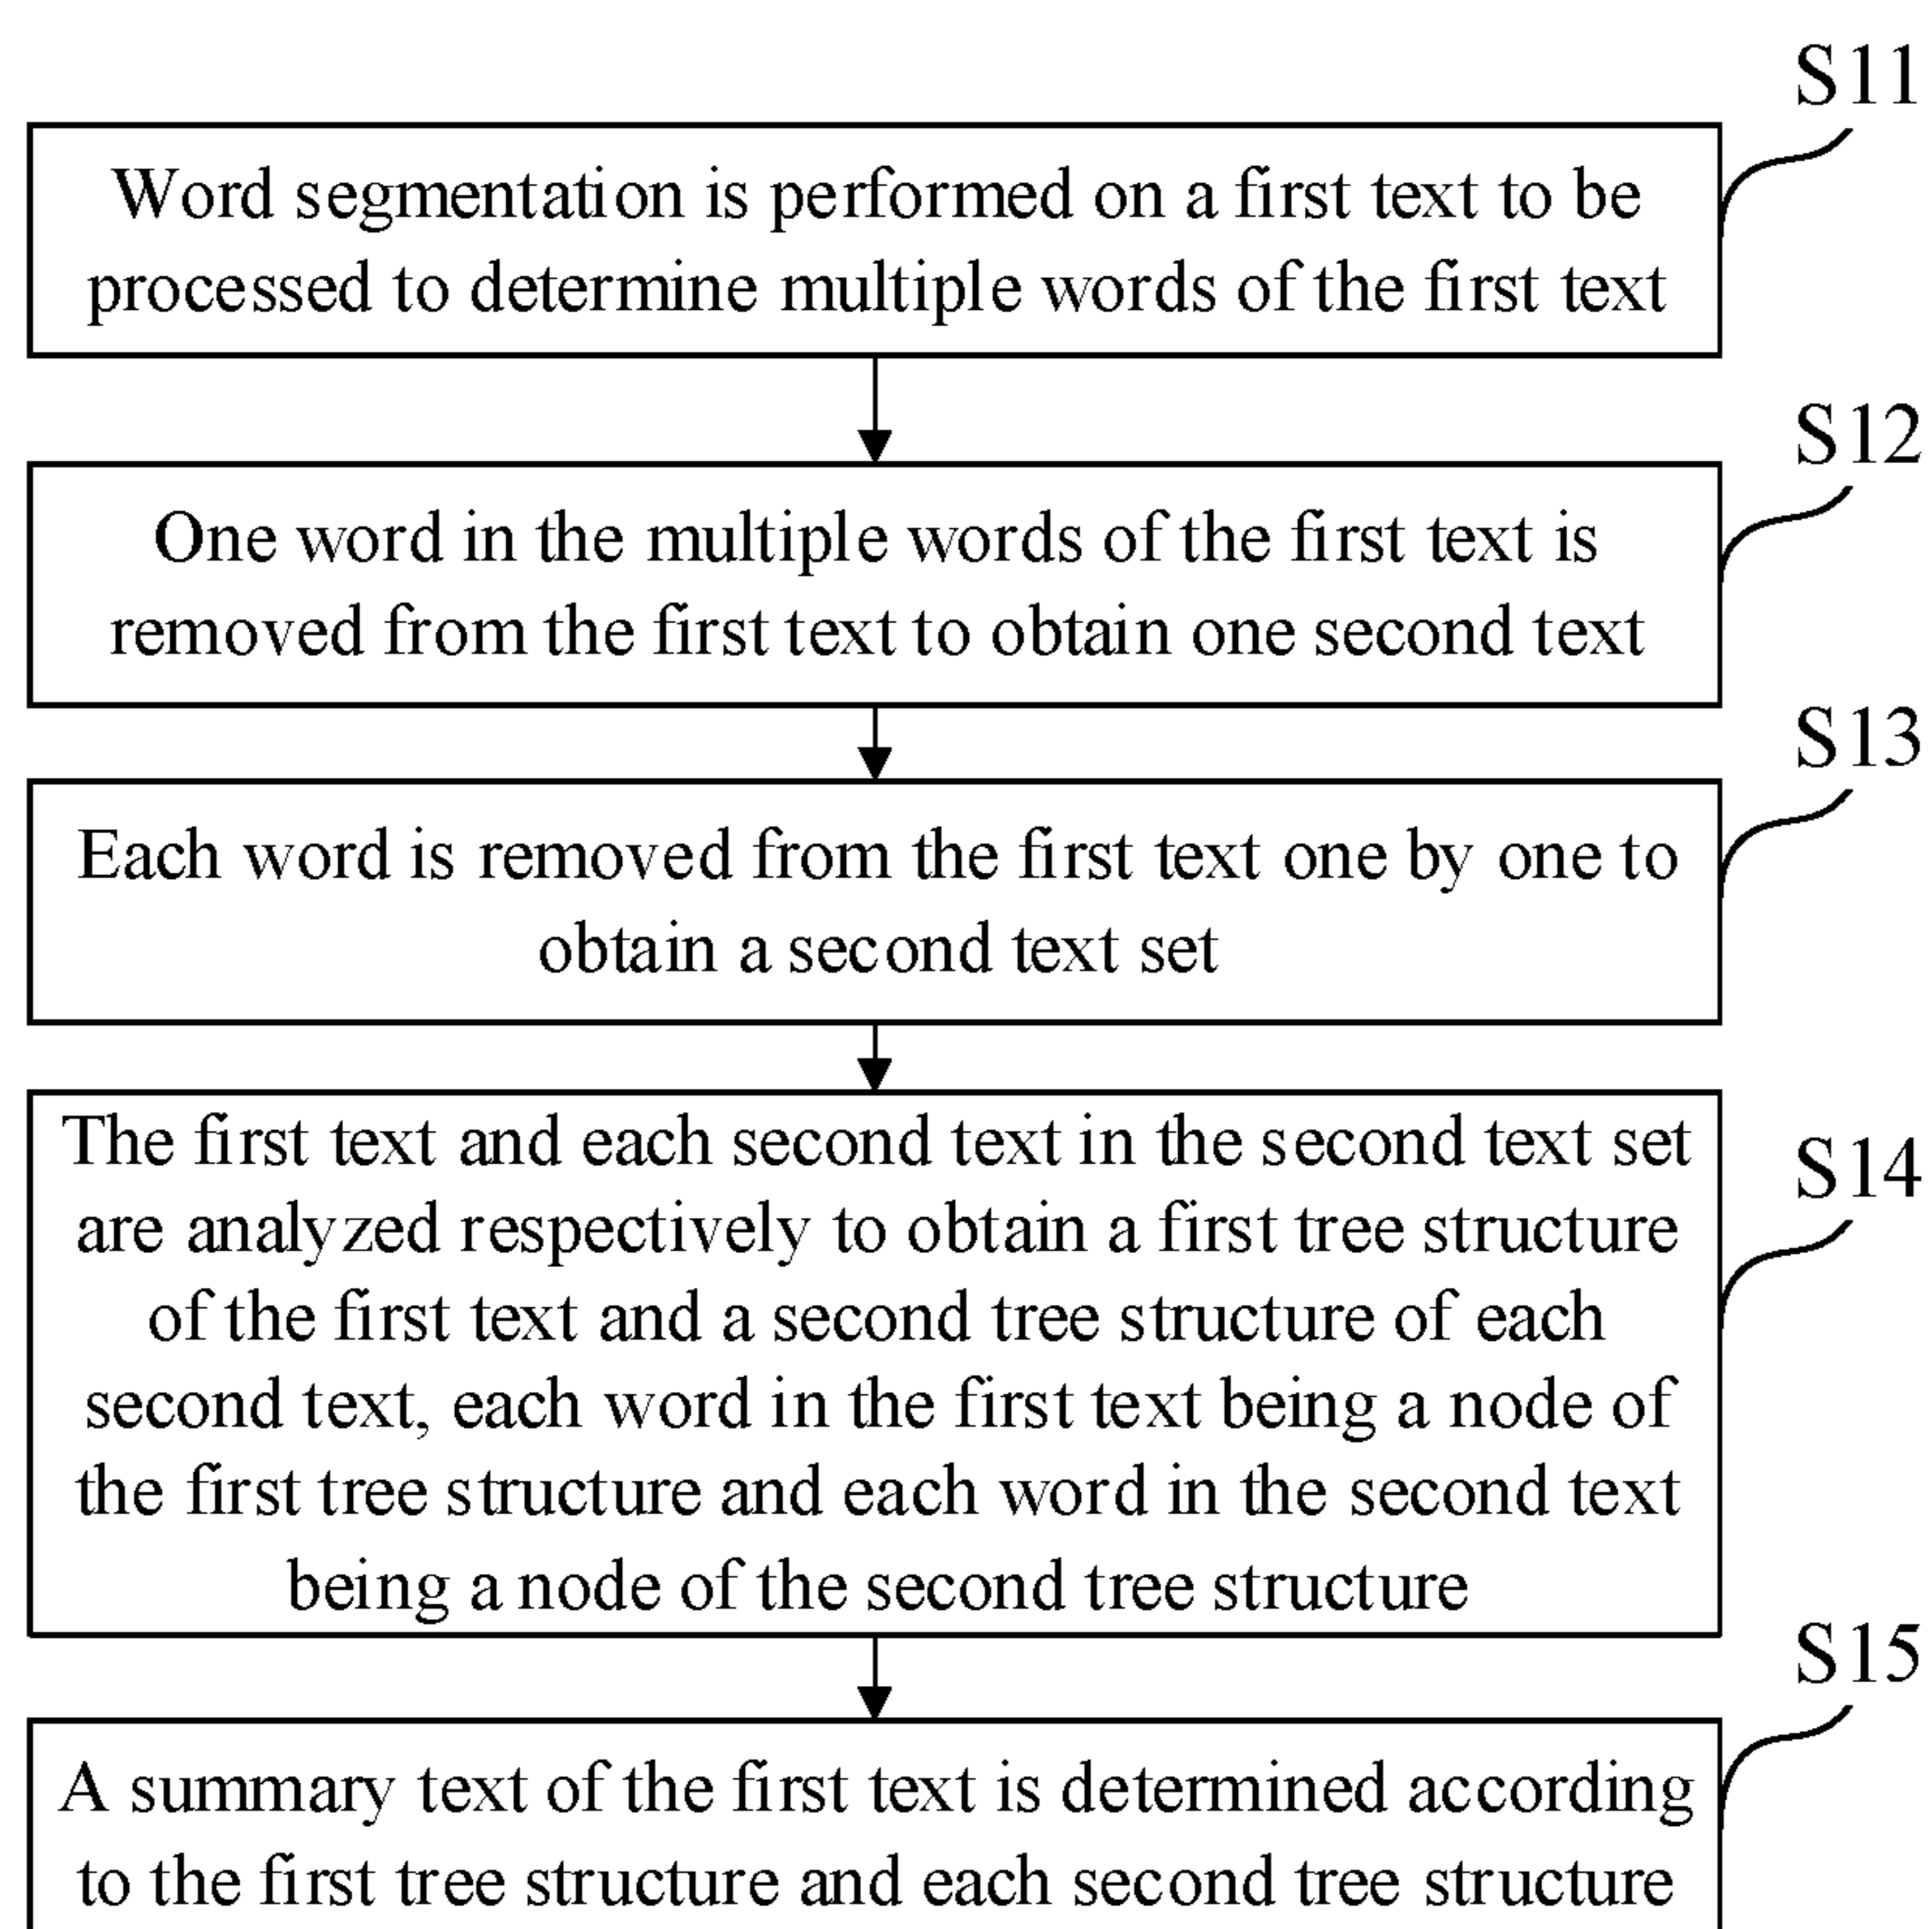 S11
Word segmentation is performed on a first text to be
processed to determine multiple words of the first text
S12
One word in the multiple words of the first text is
removed from the first text to obtain one second text
S13
Each word is removed from the first text one by one to
obtain a second text set
S14
The first text and each second text in the second text set
are analyzed respectively to obtain a first tree structure
of the first text and a second tree structure of each
second text, each word in the first text being a node of
the first tree structure and each word in the second text
being a node of the second tree structure
S15
A summary text of the first text is determined according
to the first tree structure and each second tree structure